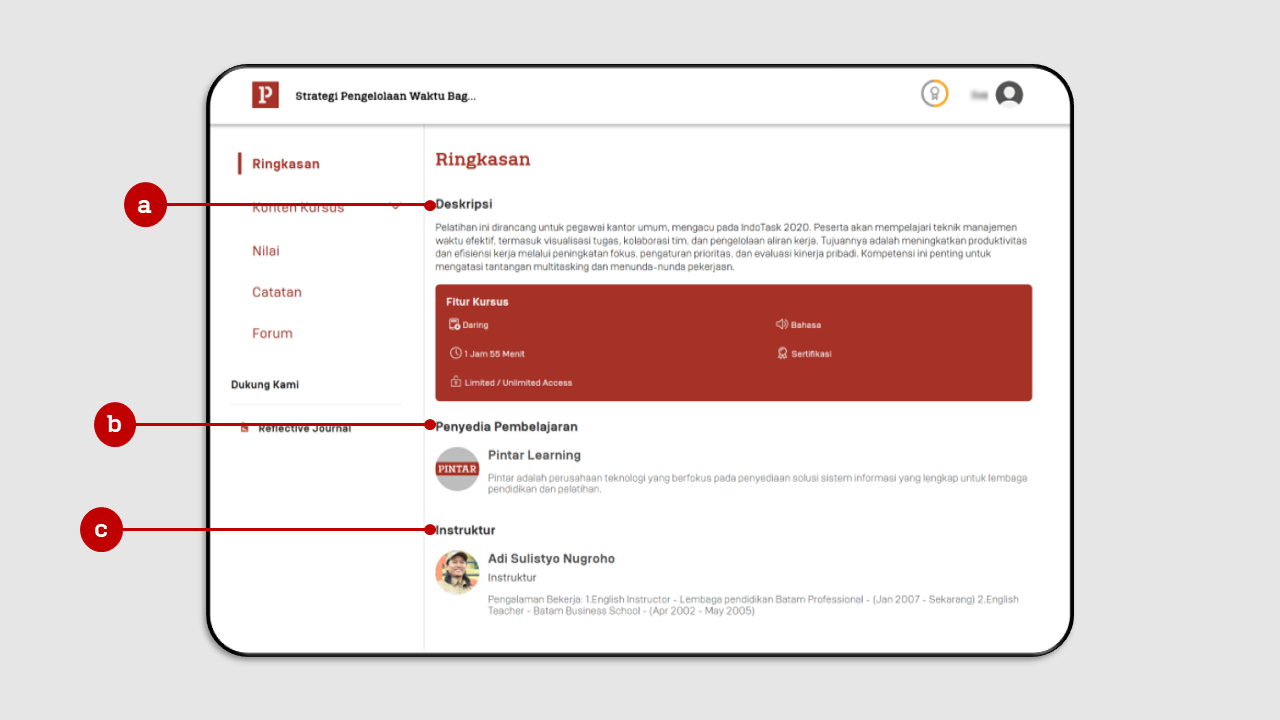 P
Strategi Pengelolaan Waktu Bag...
Ringkasan
Konten Kursus
Nilai
Catatan
Forum
Dukung Kami
Reflective Journal
a
b
c
Ringkasan
Deskripsi
Pelatihan ini dirancang untuk pegawai kantor umum, mengacu pada IndoTask 2020. Peserta akan mempelajari teknik manajemen
waktu efektif, termasuk visualisasi tugas, kolaborasi tim, dan pengelolaan aliran kerja. Tujuannya adalah meningkatkan produktivitas
dan efisiensi kerja melalui peningkatan fokus, pengaturan prioritas, dan evaluasi kinerja pribadi. Kompetensi ini penting untuk
mengatasi tantangan multitasking dan menunda-nunda pekerjaan.
Fitur Kursus
Daring
Bahasa
1 Jam 55 Menit
Sertifikasi
Limited / Unlimited Access
Penyedia Pembelajaran
PINTAR
Pintar Learning
Pintar adalah perusahaan teknologi yang berfokus pada penyediaan solusi sistem informasi yang lengkap untuk lembaga
pendidikan dan pelatihan.
Instruktur
Adi Sulistyo Nugroho
Instruktur
Pengalaman Bekerja: 1.English Instructor - Lembaga pendidikan Batam Professional - (Jan 2007 - Sekarang) 2.English
Teacher - Batam Business School - (Apr 2002 - May 2005)